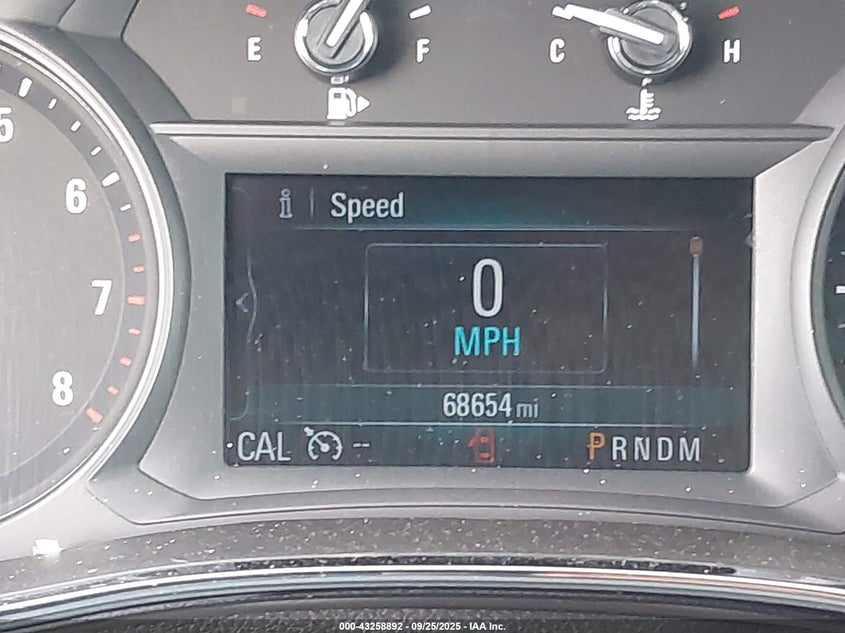 E F C H
5
6
7
8
Speed
0
MPH
68654 mi
CAL -- PRNDM
000-43258892 - 09/25/2025 - IAA Inc.